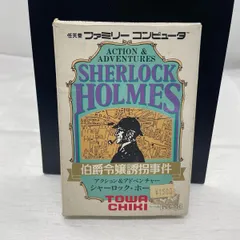 任天堂 ファミリー コンピュータ
ACTION &
ADVENTURES
SHERLOCK
HOLMES
伯爵令嬢誘拐事件
アクション&アドベンチャー
シャーロック・ホー
TOWA
CHIKI